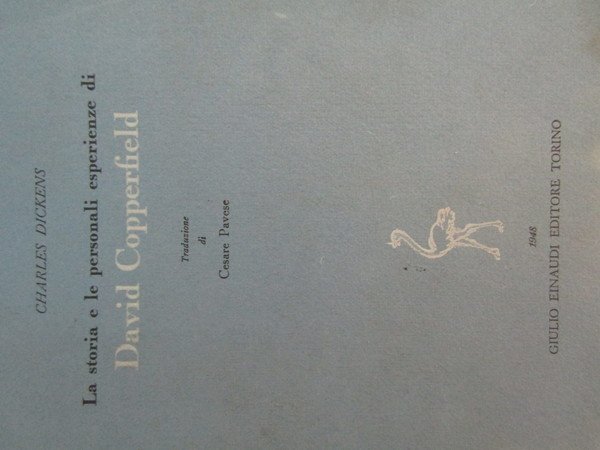 CHARLES DICKENS
La storia e le personali esperienze di
David Copperfield
Traduzione
di
Cesare Pavese
1948
GIULIO EINAUDI EDITORE TORINO